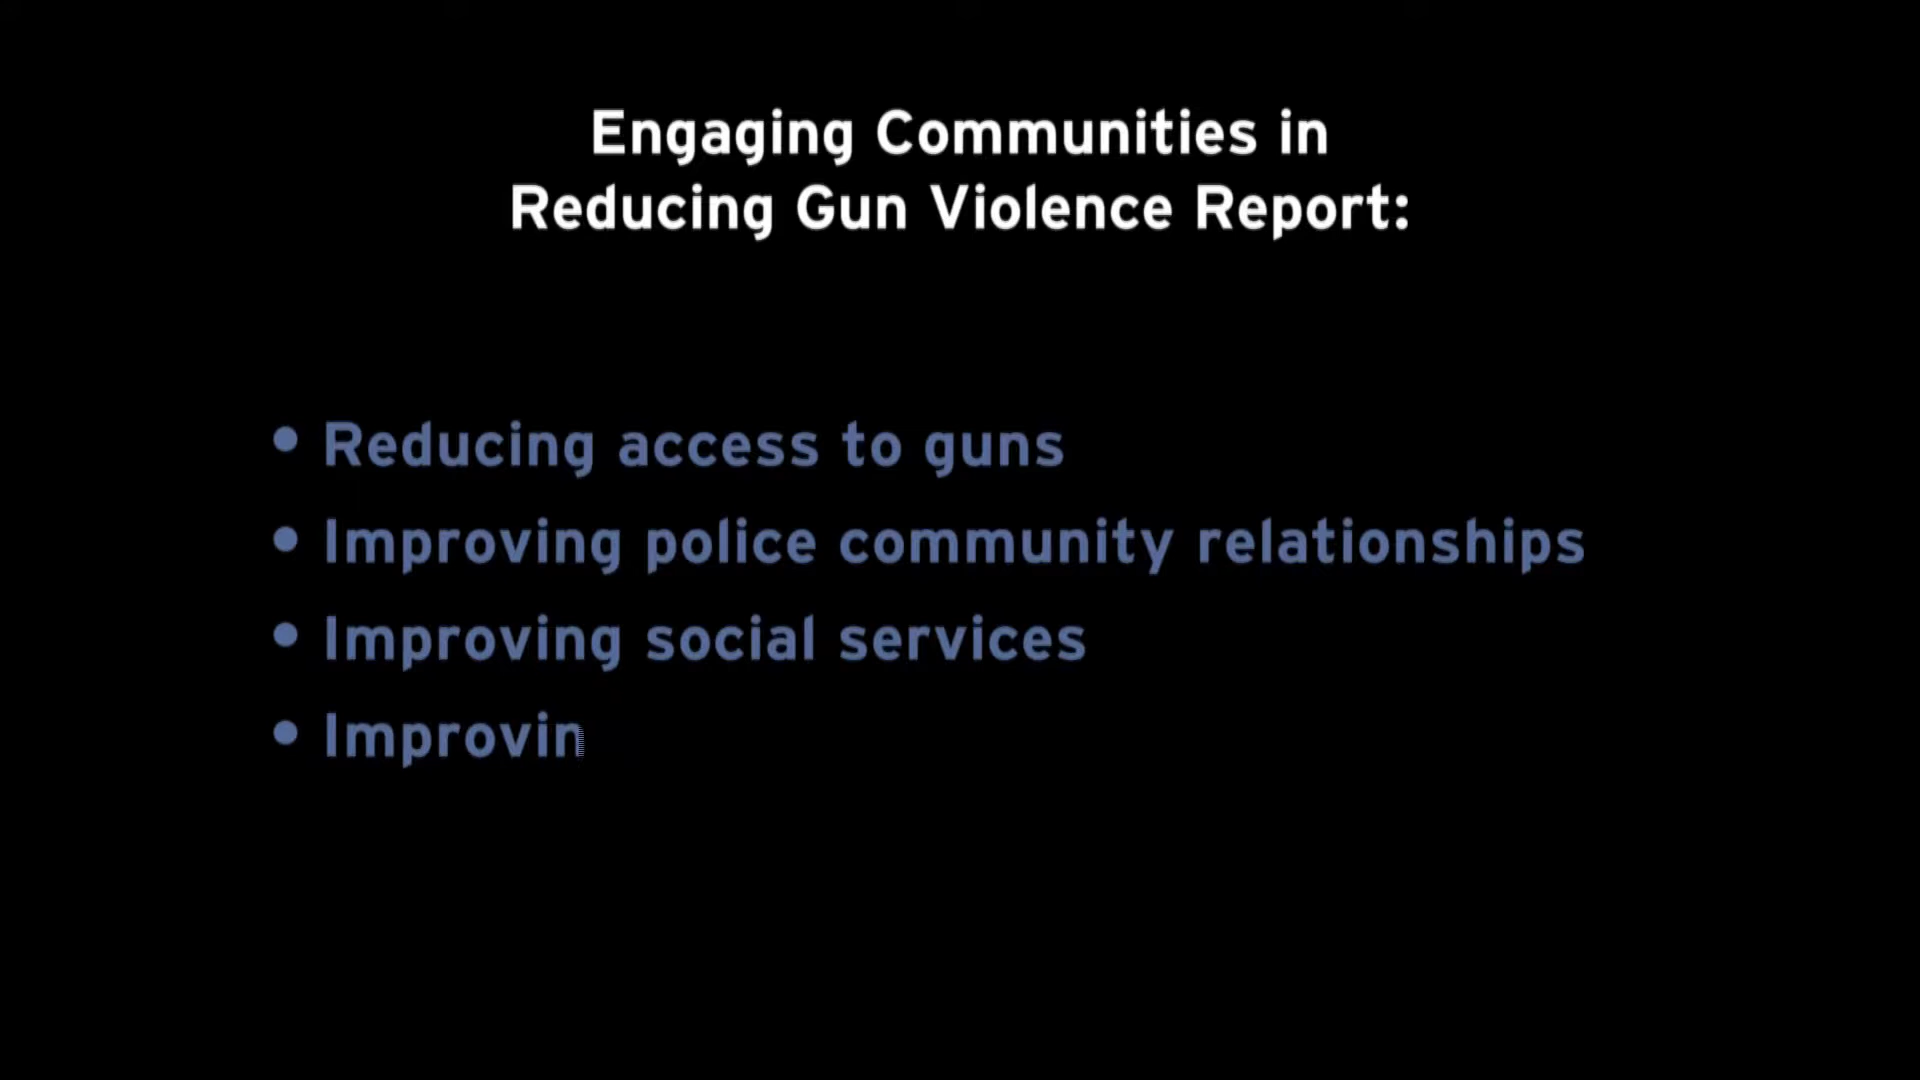 Engaging Communities in
Reducing Gun Violence Report:
• Reducing access to guns
• Improving police community relationships
• Improving social services
• Improvin